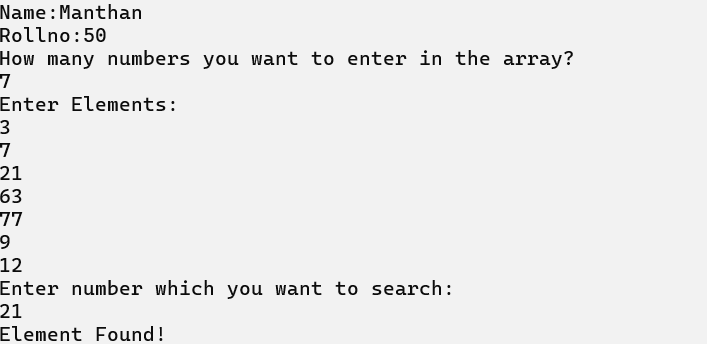 Name:Manthan
Rollno:50
How many numbers you want to enter in the array?
7
Enter Elements:
3
7
21
63
77
9
12
Enter number which you want to search:
21
Element Found!